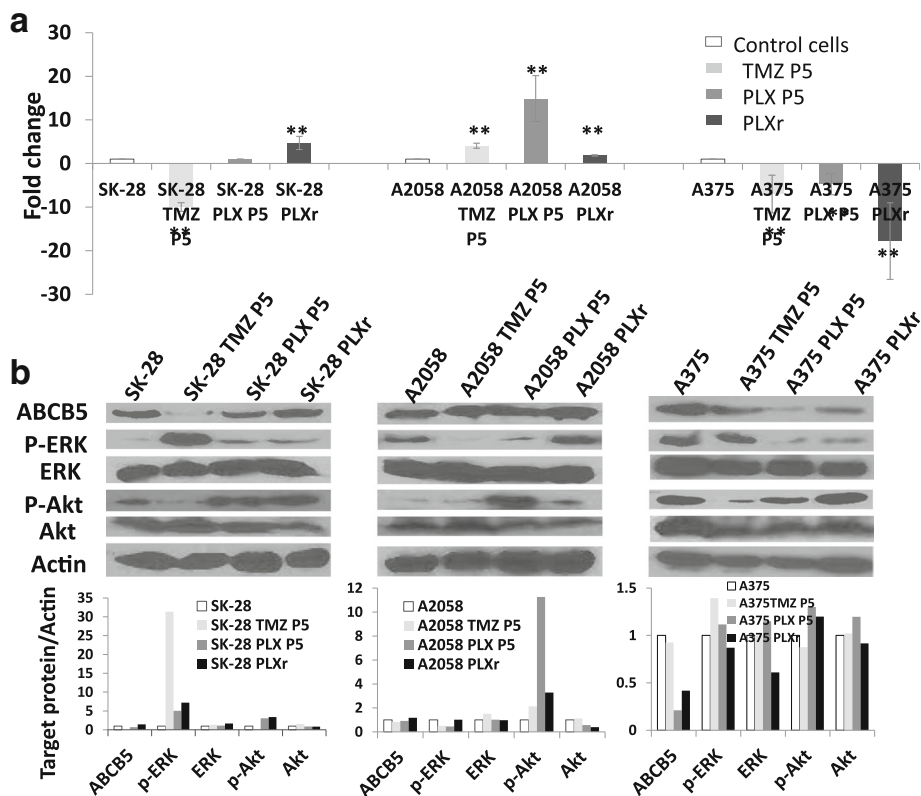 a
Fold change
30
20
10
0
-10
-20
-30
Control cells
TMZ P5
PLX P5
PLXr
** ** ** **
SK-28
SK-28 TMZ P5
**
SK-28 PLX P5
SK-28 PLXr
A2058
A2058 TMZ P5
A2058 PLX P5
A2058 PLXr
A375
A375 TMZ P5
**
A375 PLX P5
**
A375 PLXr
**
b
SK-28
SK-28 TMZ P5
SK-28 PLX P5
SK-28 PLXr
A2058
A2058 TMZ P5
A2058 PLX P5
A2058 PLXr
A375
A375 TMZ P5
A375 PLX P5
A375 PLXr
ABCB5
P-ERK
ERK
P-Akt
Akt
Actin
Target protein/Actin
35
30
25
20
15
10
5
0
SK-28
SK-28 TMZ P5
SK-28 PLX P5
SK-28 PLXr
ABCB5
p-ERK
ERK
p-Akt
Akt
12
10
8
6
4
2
0
A2058
A2058 TMZ P5
A2058 PLX P5
A2058 PLXr
ABCB5
p-ERK
ERK
p-Akt
Akt
1.5
1
0.5
0
A375
A375TMZ P5
A375 PLX P5
A375 PLXr
ABCB5
p-ERK
ERK
p-Akt
Akt